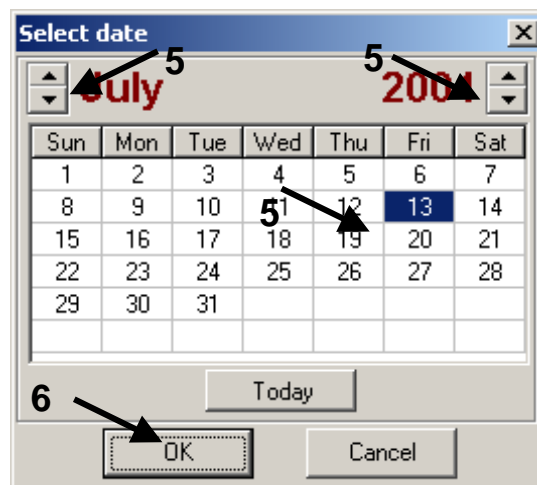 Select date
5 5
July 2001
Sun Mon Tue Wed Thu Fri Sat
1 2 3 4 5 6 7
8 9 10 11 12 13 14
5
15 16 17 18 19 20 21
22 23 24 25 26 27 28
29 30 31
Today
6
OK Cancel